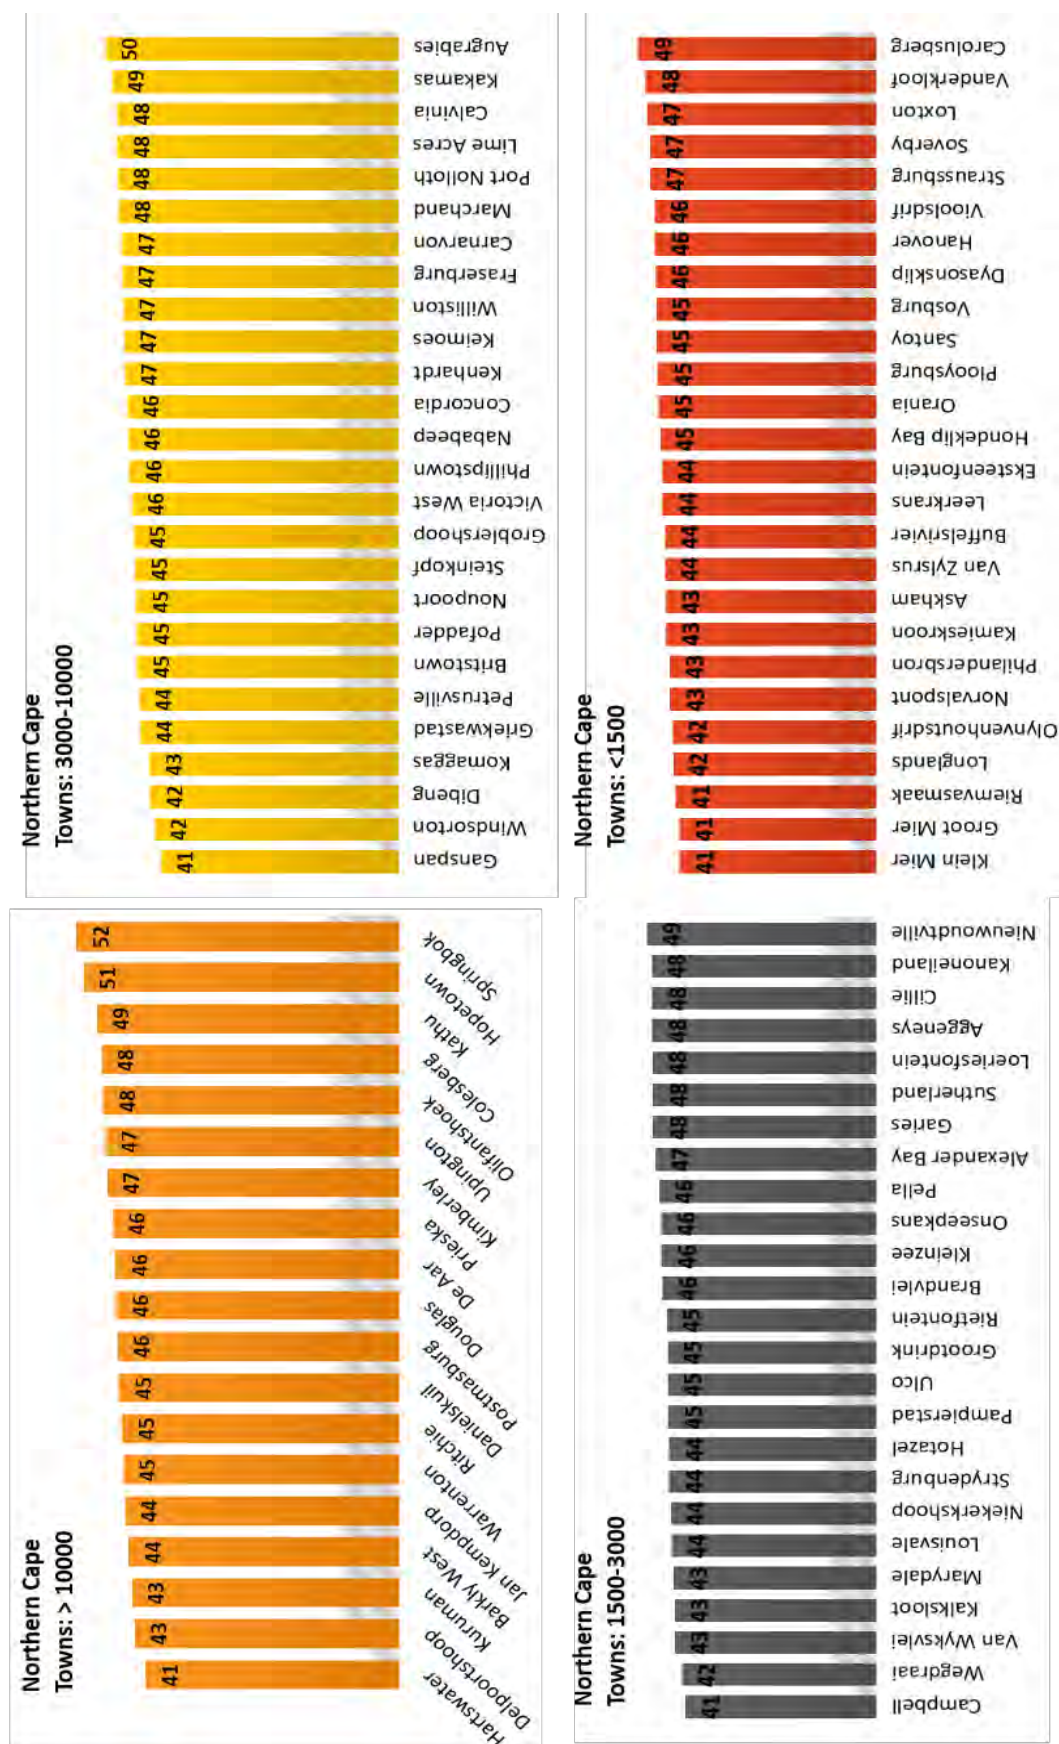 Northern Cape
Towns: 3000-10000
50 Augrabies
49 Kakamas
48 Calvinia
48 Lime Acres
48 Port Nolloth
48 Marchand
47 Carnarvon
47 Fraserburg
47 Williston
47 Keimoes
47 Kenhardt
46 Concordia
46 Nababeep
46 Phillipstown
46 Victoria West
45 Groblershoop
45 Steinkopf
45 Noupoort
45 Pofadder
45 Britstown
44 Petrusville
44 Griekwastad
43 Komaggas
42 Dibeng
42 Windsorton
41 Ganspan
Northern Cape
Towns: <1500
49 Carolusberg
48 Vanderkloof
47 Loxton
47 Soverby
47 Straussburg
46 Vioolsdrif
46 Hanover
46 Dyasonsklip
45 Vosburg
45 Santoy
45 Plooysburg
45 Orania
45 Hondeklip Bay
44 Eksteenfontein
44 Leerkrans
44 Buffelsrivier
44 Van Zylsrus
43 Askham
43 Kamieskroon
43 Philandersbron
43 Norvalspont
42 Olynvenhoutsdrif
42 Longlands
41 Riemvasmaak
41 Groot Mier
41 Klein Mier
Northern Cape
Towns: > 10000
52 Springbok
51 Hopetown
49 Kathu
48 Colesberg
48 Olifantshoek
47 Upington
47 Kimberley
46 Prieska
46 De Aar
46 Douglas
46 Postmasburg
45 Danielskuil
45 Ritchie
45 Warrenton
44 Jan Kempdorp
44 Barkly West
43 Kuruman
43 Delpoortshoop
41 Hartswater
Northern Cape
Towns: 1500-3000
49 Nieuwoudtville
48 Kanoneiland
48 Cillie
48 Aggeneys
48 Loeriesfontein
48 Sutherland
48 Garies
47 Alexander Bay
46 Pella
46 Onseepkans
46 Kleinzee
46 Brandvlei
45 Rietfontein
45 Grootdrink
45 Ulco
45 Pampierstad
44 Hotazel
44 Strydenburg
44 Niekerkshoop
44 Louisvale
43 Marydale
43 Kalksloot
43 Van Wyksvlei
42 Wegdraai
41 Campbell